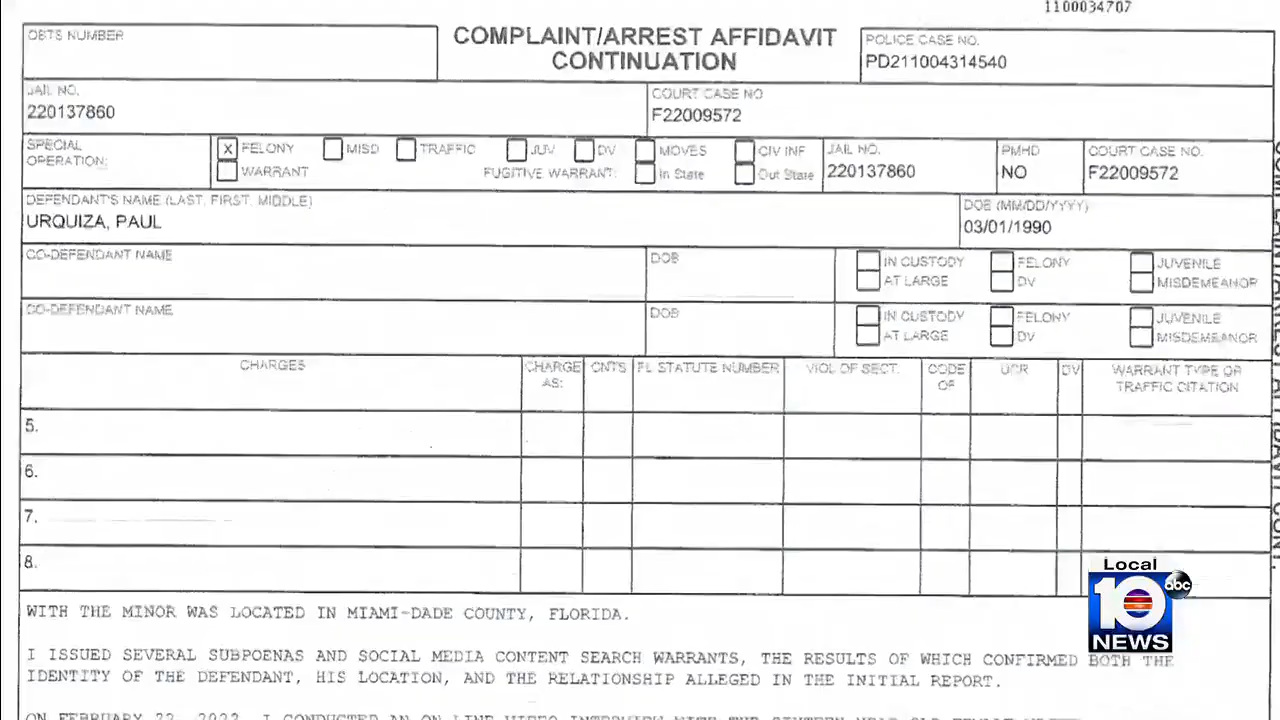 1100034707
OBTS NUMBER
COMPLAINT/ARREST AFFIDAVIT
CONTINUATION
POLICE CASE NO.
PD211004314540
JAIL NO.
220137860
COURT CASE NO
F22009572
SPECIAL
OPERATION:
X FELONY MISD TRAFFIC JUV DV MOVES CIV INF
WARRANT FUGITIVE WARRANT: In State Out State
JAIL NO.
220137860
PMHD
NO
COURT CASE NO.
F22009572
DEFENDANT'S NAME (LAST, FIRST, MIDDLE)
URQUIZA, PAUL
DOB (MM/DD/YYYY)
03/01/1990
CO-DEFENDANT NAME
DOB
IN CUSTODY FELONY JUVENILE
AT LARGE DV MISDEMEANOR
CO-DEFENDANT NAME
DOB
IN CUSTODY FELONY JUVENILE
AT LARGE DV MISDEMEANOR
CHARGES
CHARGE
AS:
CNTS
FL STATUTE NUMBER
VIOL OF SECT.
CODE
OF
UCR
DV
WARRANT TYPE OR
TRAFFIC CITATION
5.
6.
7.
8.
WITH THE MINOR WAS LOCATED IN MIAMI-DADE COUNTY, FLORIDA.
I ISSUED SEVERAL SUBPOENAS AND SOCIAL MEDIA CONTENT SEARCH WARRANTS, THE RESULTS OF WHICH CONFIRMED BOTH THE
IDENTITY OF THE DEFENDANT, HIS LOCATION, AND THE RELATIONSHIP ALLEGED IN THE INITIAL REPORT.
Local
10
abc
NEWS